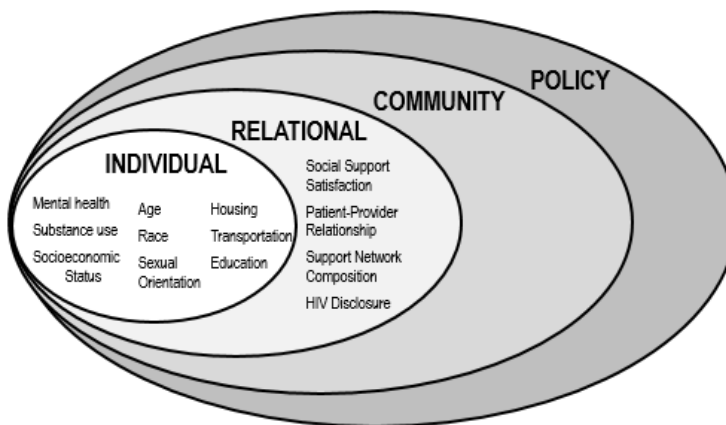 POLICY
COMMUNITY
RELATIONAL
INDIVIDUAL
Mental health
Substance use
Socioeconomic
Status
Age
Race
Sexual
Orientation
Housing
Transportation
Education
Social Support
Satisfaction
Patient-Provider
Relationship
Support Network
Composition
HIV Disclosure